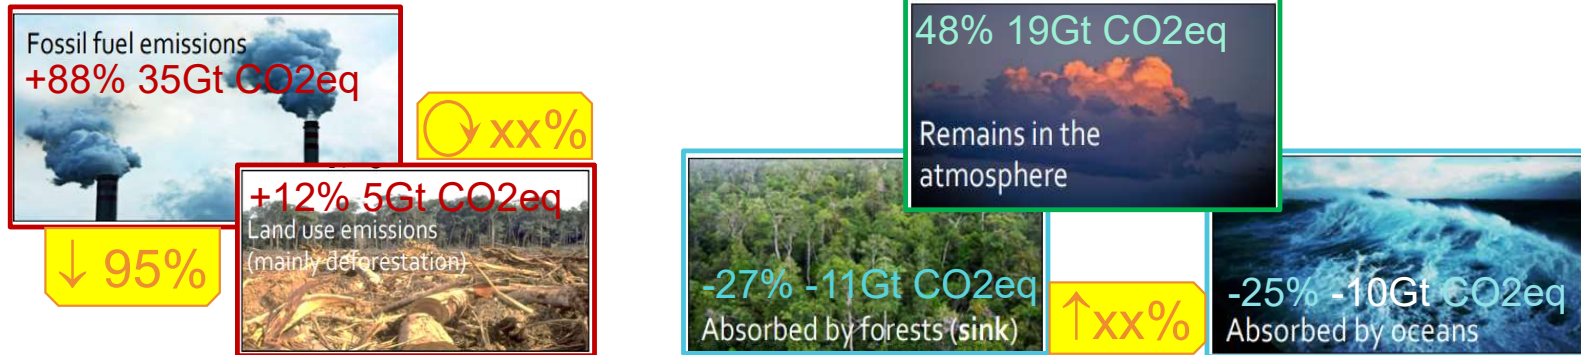 Fossil fuel emissions
+88% 35Gt CO2eq
xx%
↓ 95%
+12% 5Gt CO2eq
Land use emissions
(mainly deforestation)
48% 19Gt CO2eq
Remains in the
atmosphere
-27% -11Gt CO2eq
Absorbed by forests (sink)
↑xx%
-25% -10Gt CO2eq
Absorbed by oceans